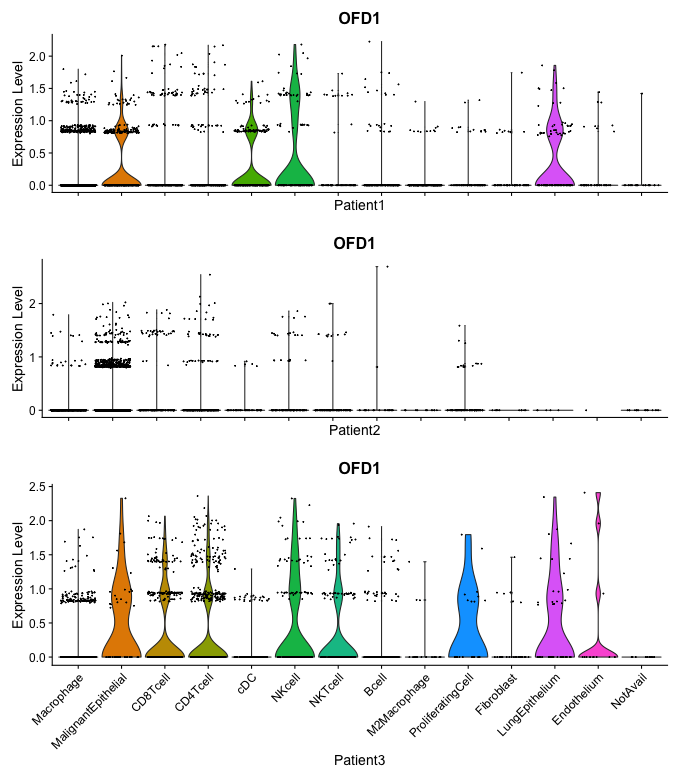 OFD1
Expression Level
2.0
1.5
1.0
0.5
0.0
Patient1
OFD1
Expression Level
2
1
0
Patient2
OFD1
Expression Level
2.5
2.0
1.5
1.0
0.5
0.0
Macrophage
MalignantEpithelial
CD8Tcell
CD4Tcell
cDC
NKcell
NKTcell
Bcell
M2Macrophage
ProliferatingCell
Fibroblast
LungEpithelium
Endothelium
NotAvail
Patient3